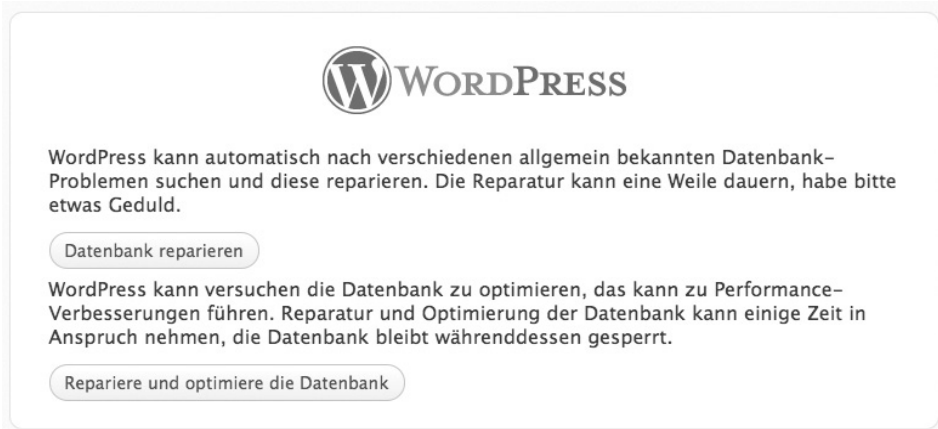 WORDPRESS
WordPress kann automatisch nach verschiedenen allgemein bekannten Datenbank-
Problemen suchen und diese reparieren. Die Reparatur kann eine Weile dauern, habe bitte
etwas Geduld.
Datenbank reparieren
WordPress kann versuchen die Datenbank zu optimieren, das kann zu Performance-
Verbesserungen führen. Reparatur und Optimierung der Datenbank kann einige Zeit in
Anspruch nehmen, die Datenbank bleibt währenddessen gesperrt.
Repariere und optimiere die Datenbank